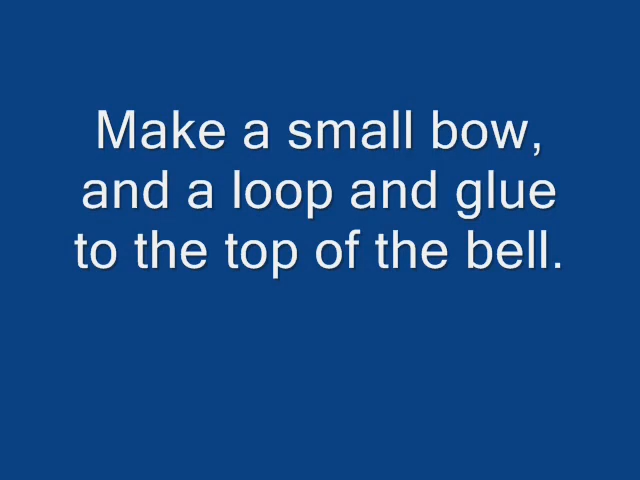 Make a small bow,
and a loop and glue
to the top of the bell.